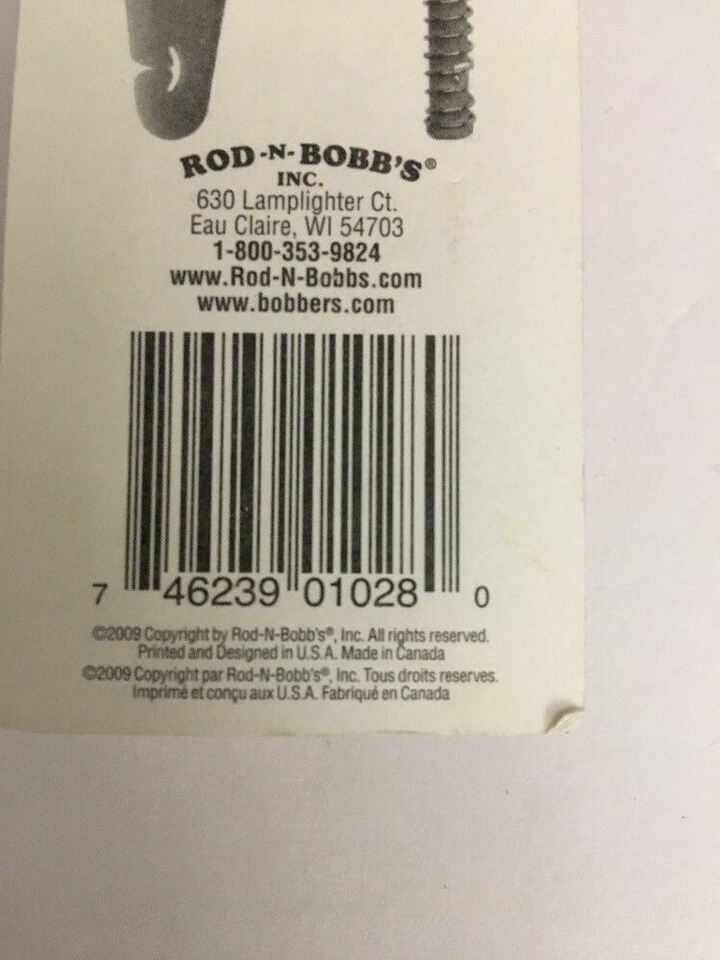 ROD-N-BOBB'S®
INC.
630 Lamplighter Ct.
Eau Claire, WI 54703
1-800-353-9824
www.Rod-N-Bobbs.com
www.bobbers.com
7 46239 01028 0
©2009 Copyright by Rod-N-Bobb's®, Inc. All rights reserved.
Printed and Designed in U.S.A. Made in Canada
©2009 Copyright par Rod-N-Bobb's®, Inc. Tous droits reserves.
Imprimé et conçu aux U.S.A. Fabriqué en Canada